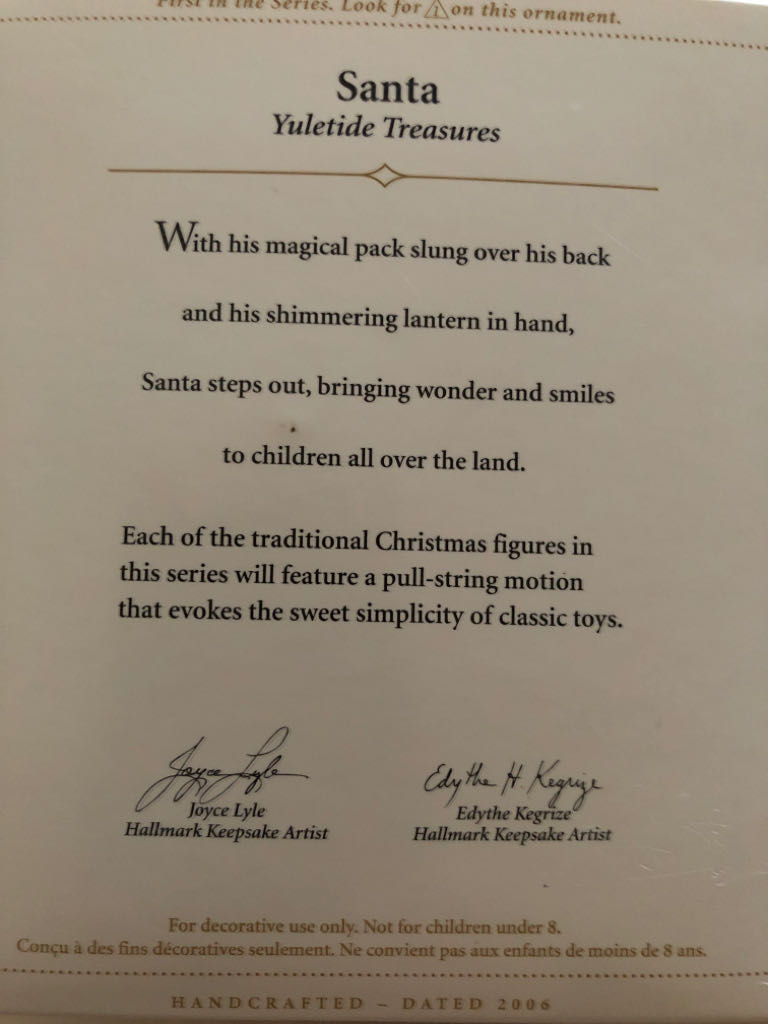 First in the Series. Look for 1 on this ornament.
Santa
Yuletide Treasures
With his magical pack slung over his back
and his shimmering lantern in hand,
Santa steps out, bringing wonder and smiles
to children all over the land.
Each of the traditional Christmas figures in
this series will feature a pull-string motion
that evokes the sweet simplicity of classic toys.
Joyce Lyle Edythe H. Kegrize
Joyce Lyle Edythe Kegrize
Hallmark Keepsake Artist Hallmark Keepsake Artist
For decorative use only. Not for children under 8.
Conçu à des fins décoratives seulement. Ne convient pas aux enfants de moins de 8 ans.
HANDCRAFTED – DATED 2006